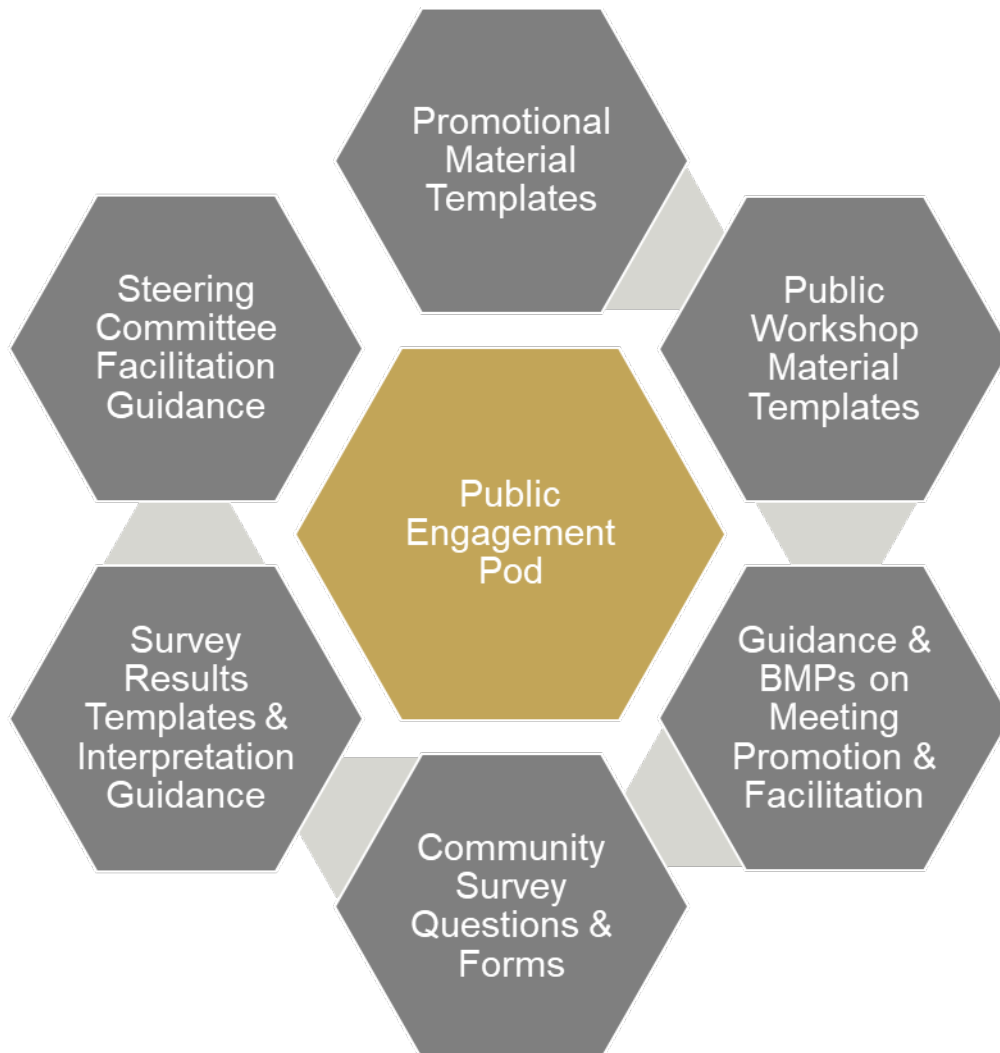 Promotional
Material
Templates
Steering
Committee
Facilitation
Guidance
Public
Workshop
Material
Templates
Public
Engagement
Pod
Survey
Results
Templates &
Interpretation
Guidance
Guidance &
BMPs on
Meeting
Promotion &
Facilitation
Community
Survey
Questions &
Forms